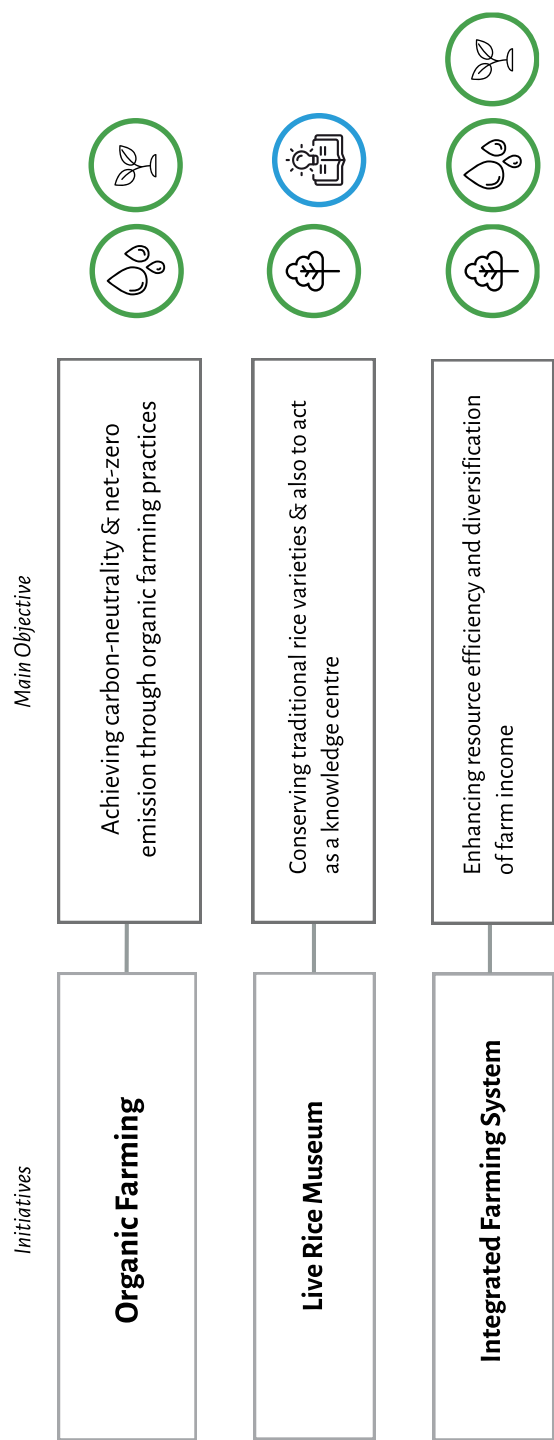 Initiatives
Main Objective
Organic Farming
Achieving carbon-neutrality & net-zero
emission through organic farming practices
Live Rice Museum
Conserving traditional rice varieties & also to act
as a knowledge centre
Integrated Farming System
Enhancing resource efficiency and diversification
of farm income